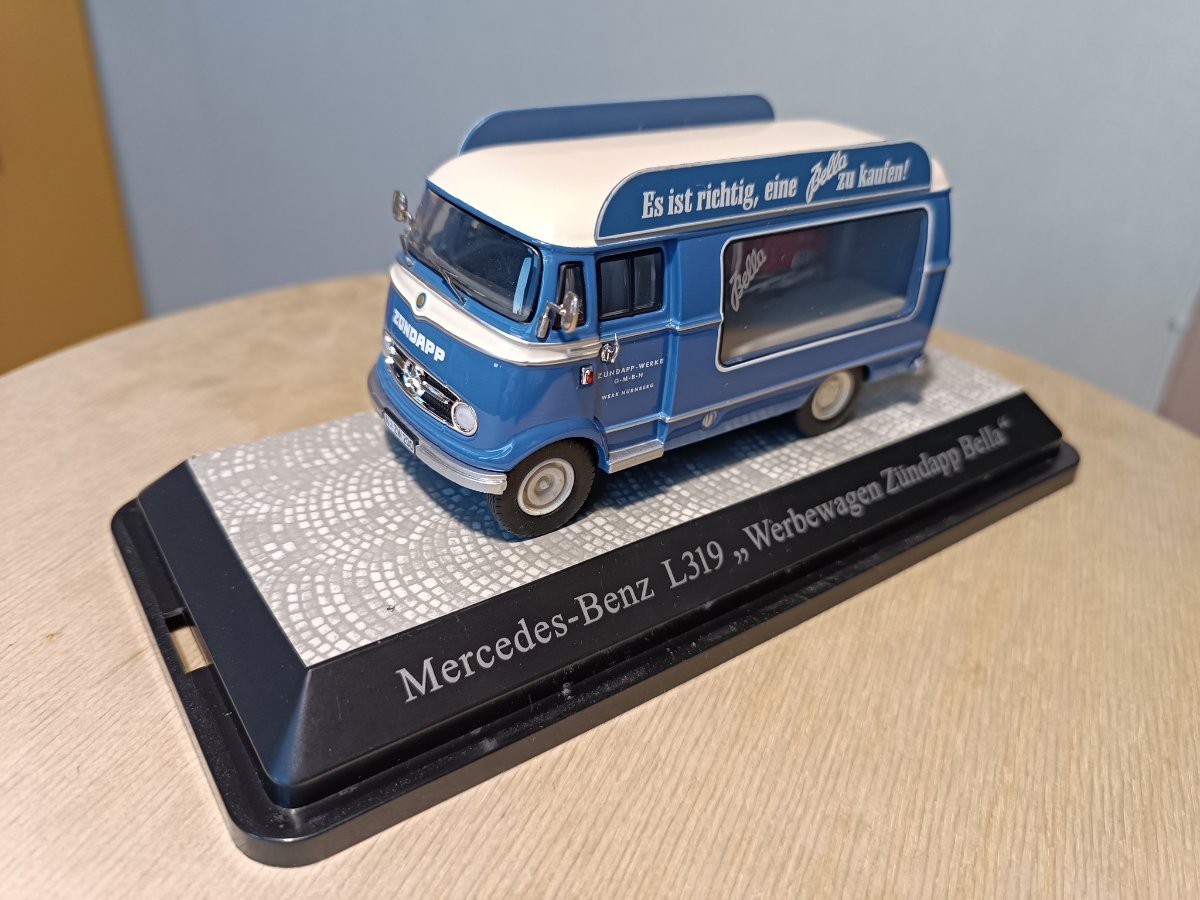 Es ist richtig, eine Bella zu kaufen!
Bella
ZÜNDAPP
ZÜNDAPP-WERKE
G·M·B·H
WERK NÜRNBERG
Mercedes-Benz L319 „Werbewagen Zündapp Bella“